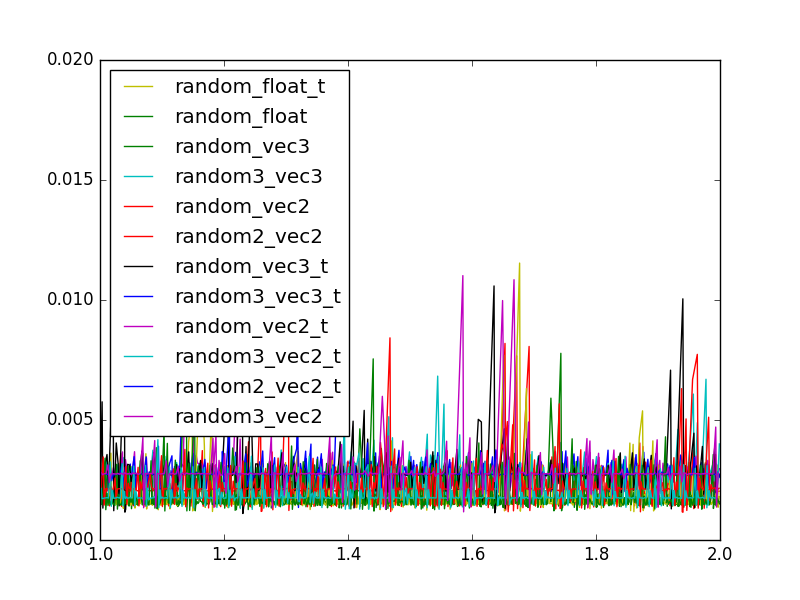 0.020
0.015
0.010
0.005
0.000
random_float_t
random_float
random_vec3
random3_vec3
random_vec2
random2_vec2
random_vec3_t
random3_vec3_t
random_vec2_t
random3_vec2_t
random2_vec2_t
random3_vec2
1.0 1.2 1.4 1.6 1.8 2.0